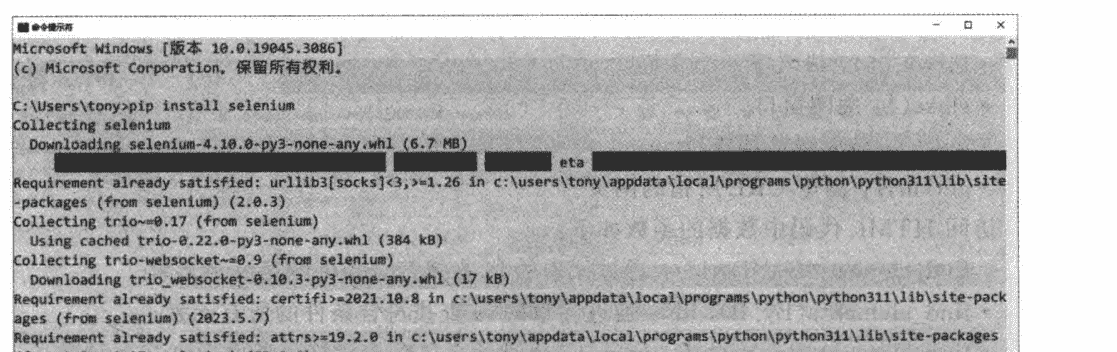 命令提示符
Microsoft Windows [版本 10.0.19045.3086]
(c) Microsoft Corporation。保留所有权利。
C:\Users\tony>pip install selenium
Collecting selenium
Downloading selenium-4.10.0-py3-none-any.whl (6.7 MB)
eta
Requirement already satisfied: urllib3[socks]<3,>=1.26 in c:\users\tony\appdata\local\programs\python\python311\lib\site
-packages (from selenium) (2.0.3)
Collecting trio~=0.17 (from selenium)
Using cached trio-0.22.0-py3-none-any.whl (384 kB)
Collecting trio-websocket~=0.9 (from selenium)
Downloading trio_websocket-0.10.3-py3-none-any.whl (17 kB)
Requirement already satisfied: certifi>=2021.10.8 in c:\users\tony\appdata\local\programs\python\python311\lib\site-pack
ages (from selenium) (2023.5.7)
Requirement already satisfied: attrs>=19.2.0 in c:\users\tony\appdata\local\programs\python\python311\lib\site-packages